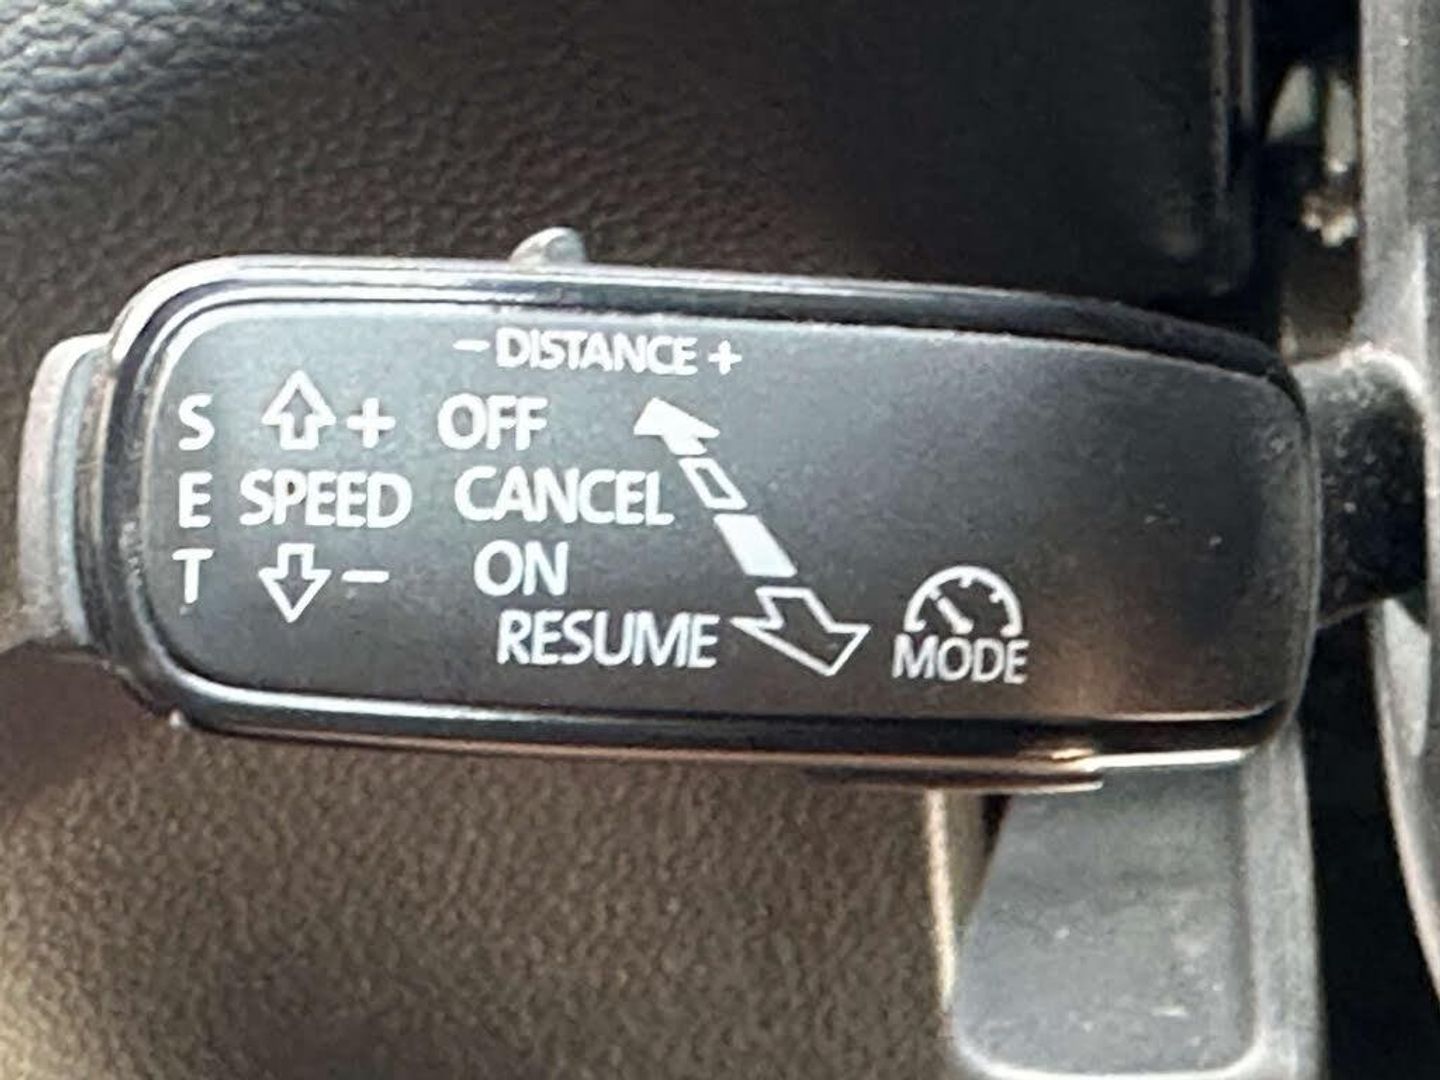 - DISTANCE +
S + OFF
E SPEED CANCEL
T - ON
RESUME
MODE